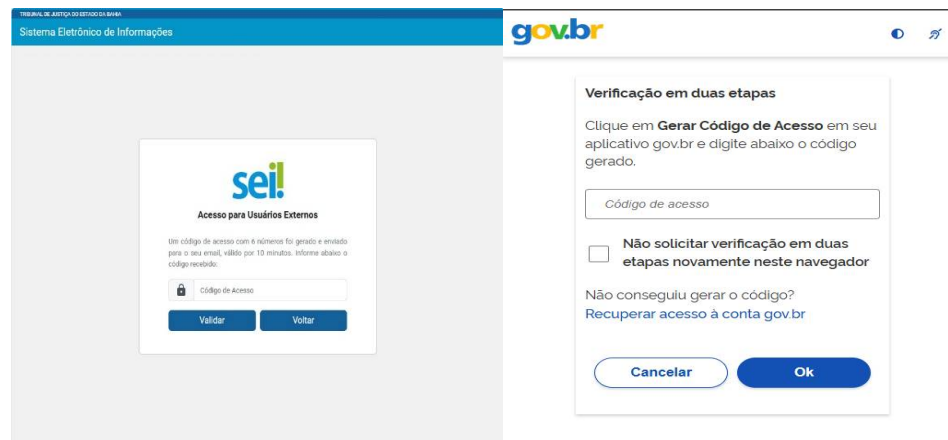 TRIBUNAL DE JUSTIÇA DO ESTADO DA BAHIA
Sistema Eletrônico de Informações
sei!
Acesso para Usuários Externos
Um código de acesso com 6 números foi gerado e enviado
para o seu email, válido por 10 minutos. Informe abaixo o
código recebido:
Código de Acesso
Validar
Voltar
gov.br
Verificação em duas etapas
Clique em Gerar Código de Acesso em seu
aplicativo gov.br e digite abaixo o código
gerado.
Código de acesso
Não solicitar verificação em duas
etapas novamente neste navegador
Não conseguiu gerar o código?
Recuperar acesso à conta gov.br
Cancelar
Ok